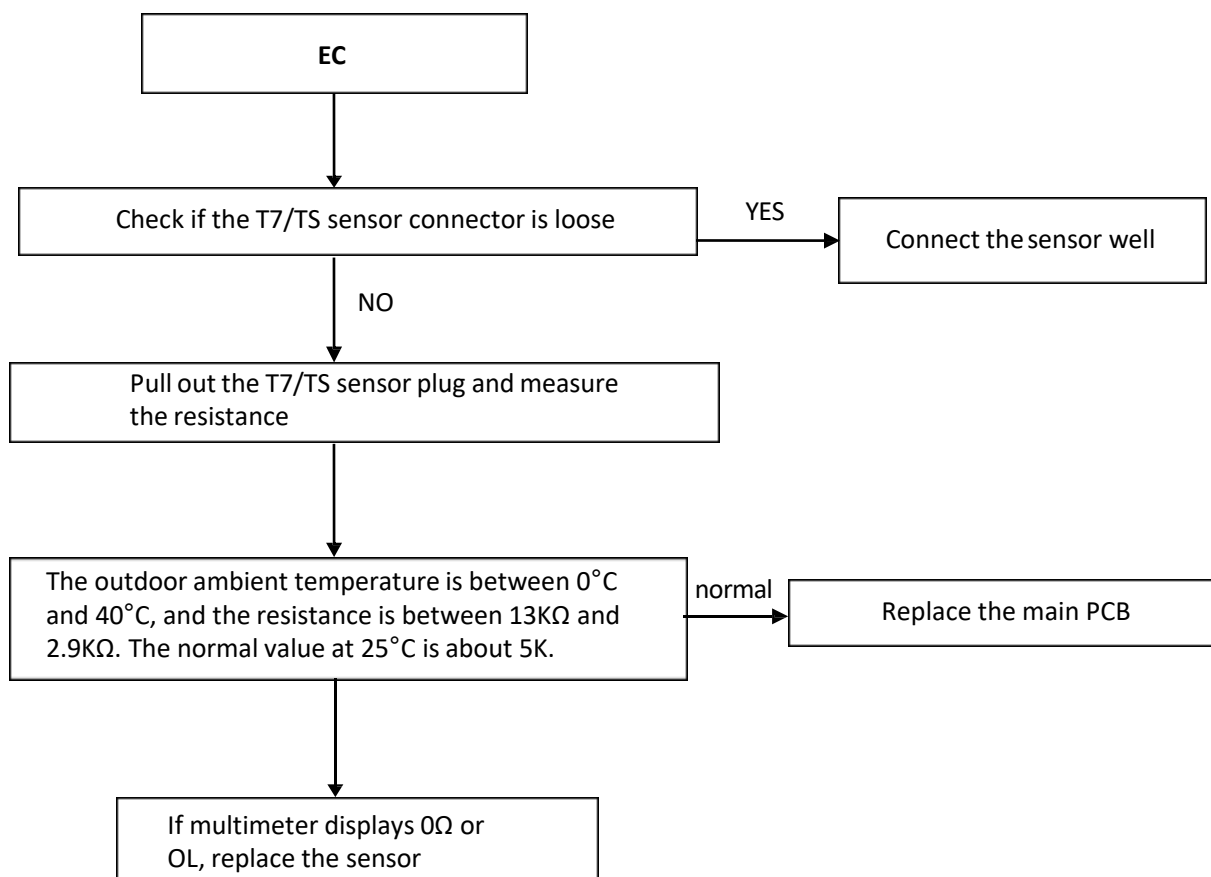 EC
Check if the T7/TS sensor connector is loose
YES
Connect the sensor well
NO
Pull out the T7/TS sensor plug and measure
the resistance
The outdoor ambient temperature is between 0°C
and 40°C, and the resistance is between 13KΩ and
2.9KΩ. The normal value at 25°C is about 5K.
normal
Replace the main PCB
If multimeter displays 0Ω or
OL, replace the sensor